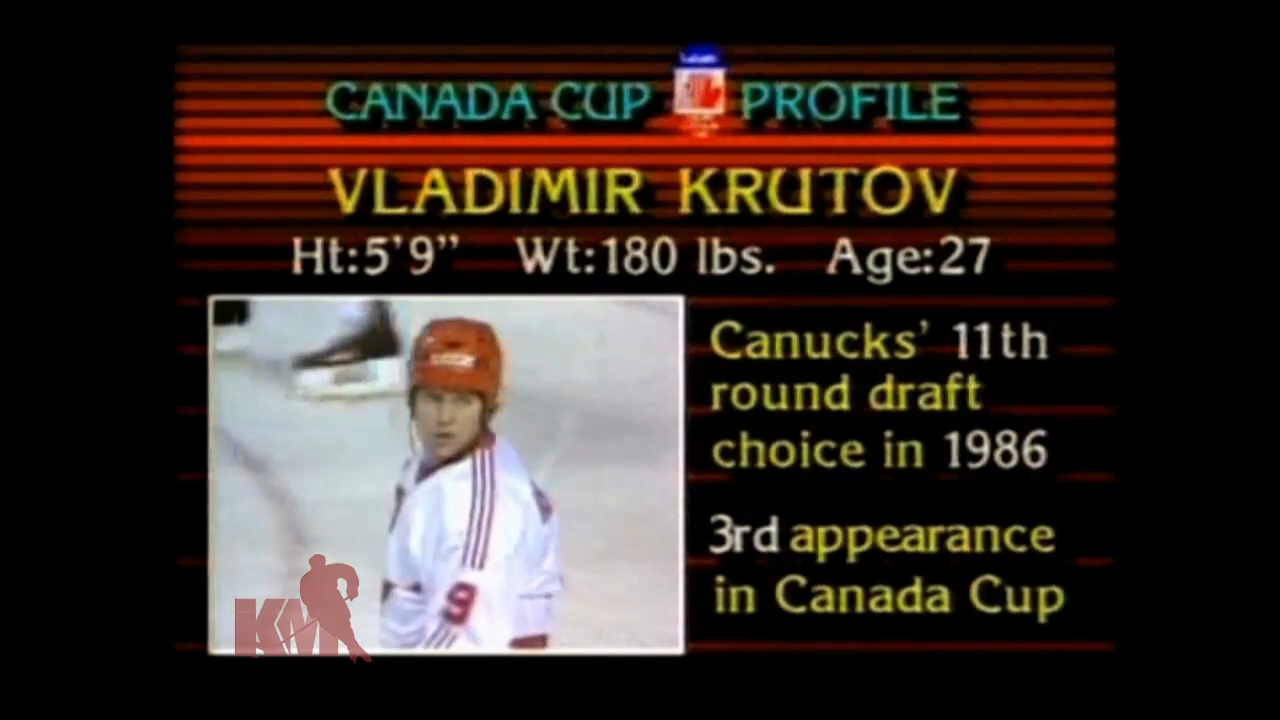 CANADA CUP PROFILE
VLADIMIR KRUTOV
Ht:5'9" Wt:180 lbs. Age:27
Canucks' 11th
round draft
choice in 1986
3rd appearance
in Canada Cup
9
KM